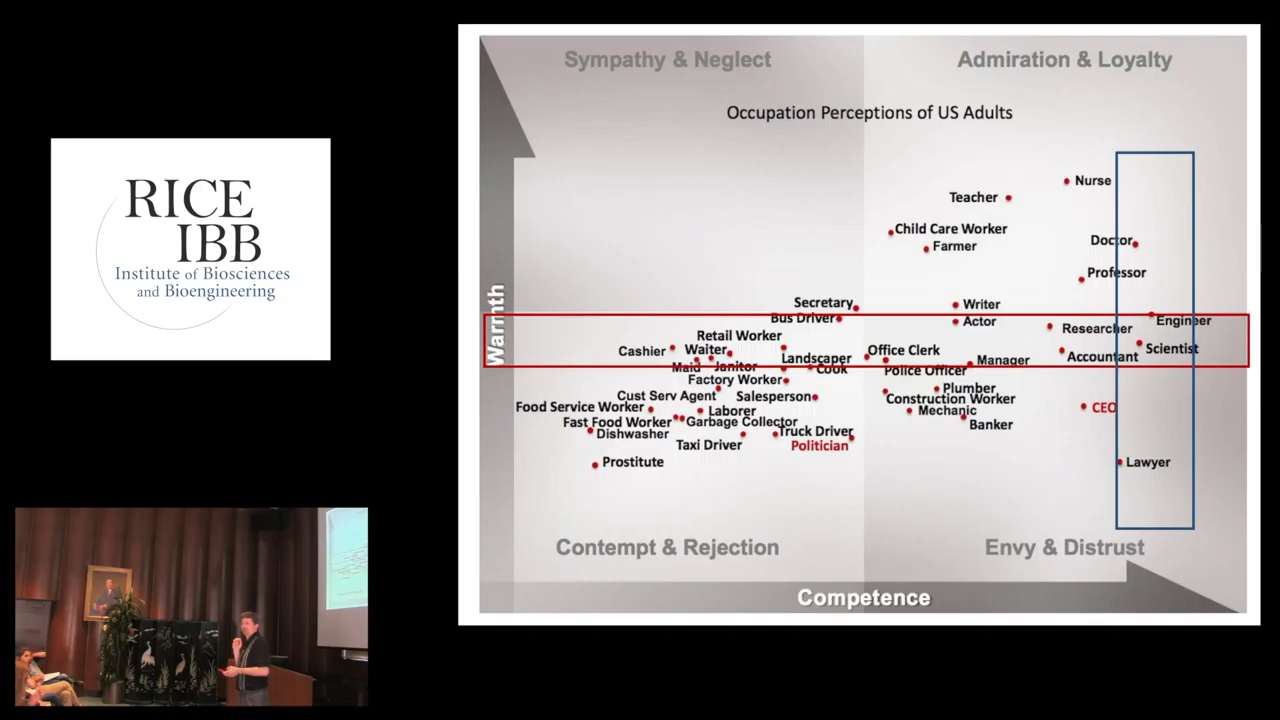 RICE
IBB
Institute of Biosciences
and Bioengineering
Sympathy & Neglect
Admiration & Loyalty
Occupation Perceptions of US Adults
Nurse
Teacher
Child Care Worker
Farmer
Doctor
Professor
Secretary
Writer
Bus Driver
Actor
Engineer
Researcher
Retail Worker
Cashier
Waiter
Office Clerk
Scientist
Landscaper
Accountant
Manager
Maid
Janitor
Cook
Police Officer
Factory Worker
Plumber
Cust Serv Agent
Salesperson
Construction Worker
Food Service Worker
Laborer
Mechanic
CEO
Fast Food Worker
Garbage Collector
Banker
Dishwasher
Truck Driver
Taxi Driver
Politician
Prostitute
Lawyer
Contempt & Rejection
Envy & Distrust
Warmth
Competence